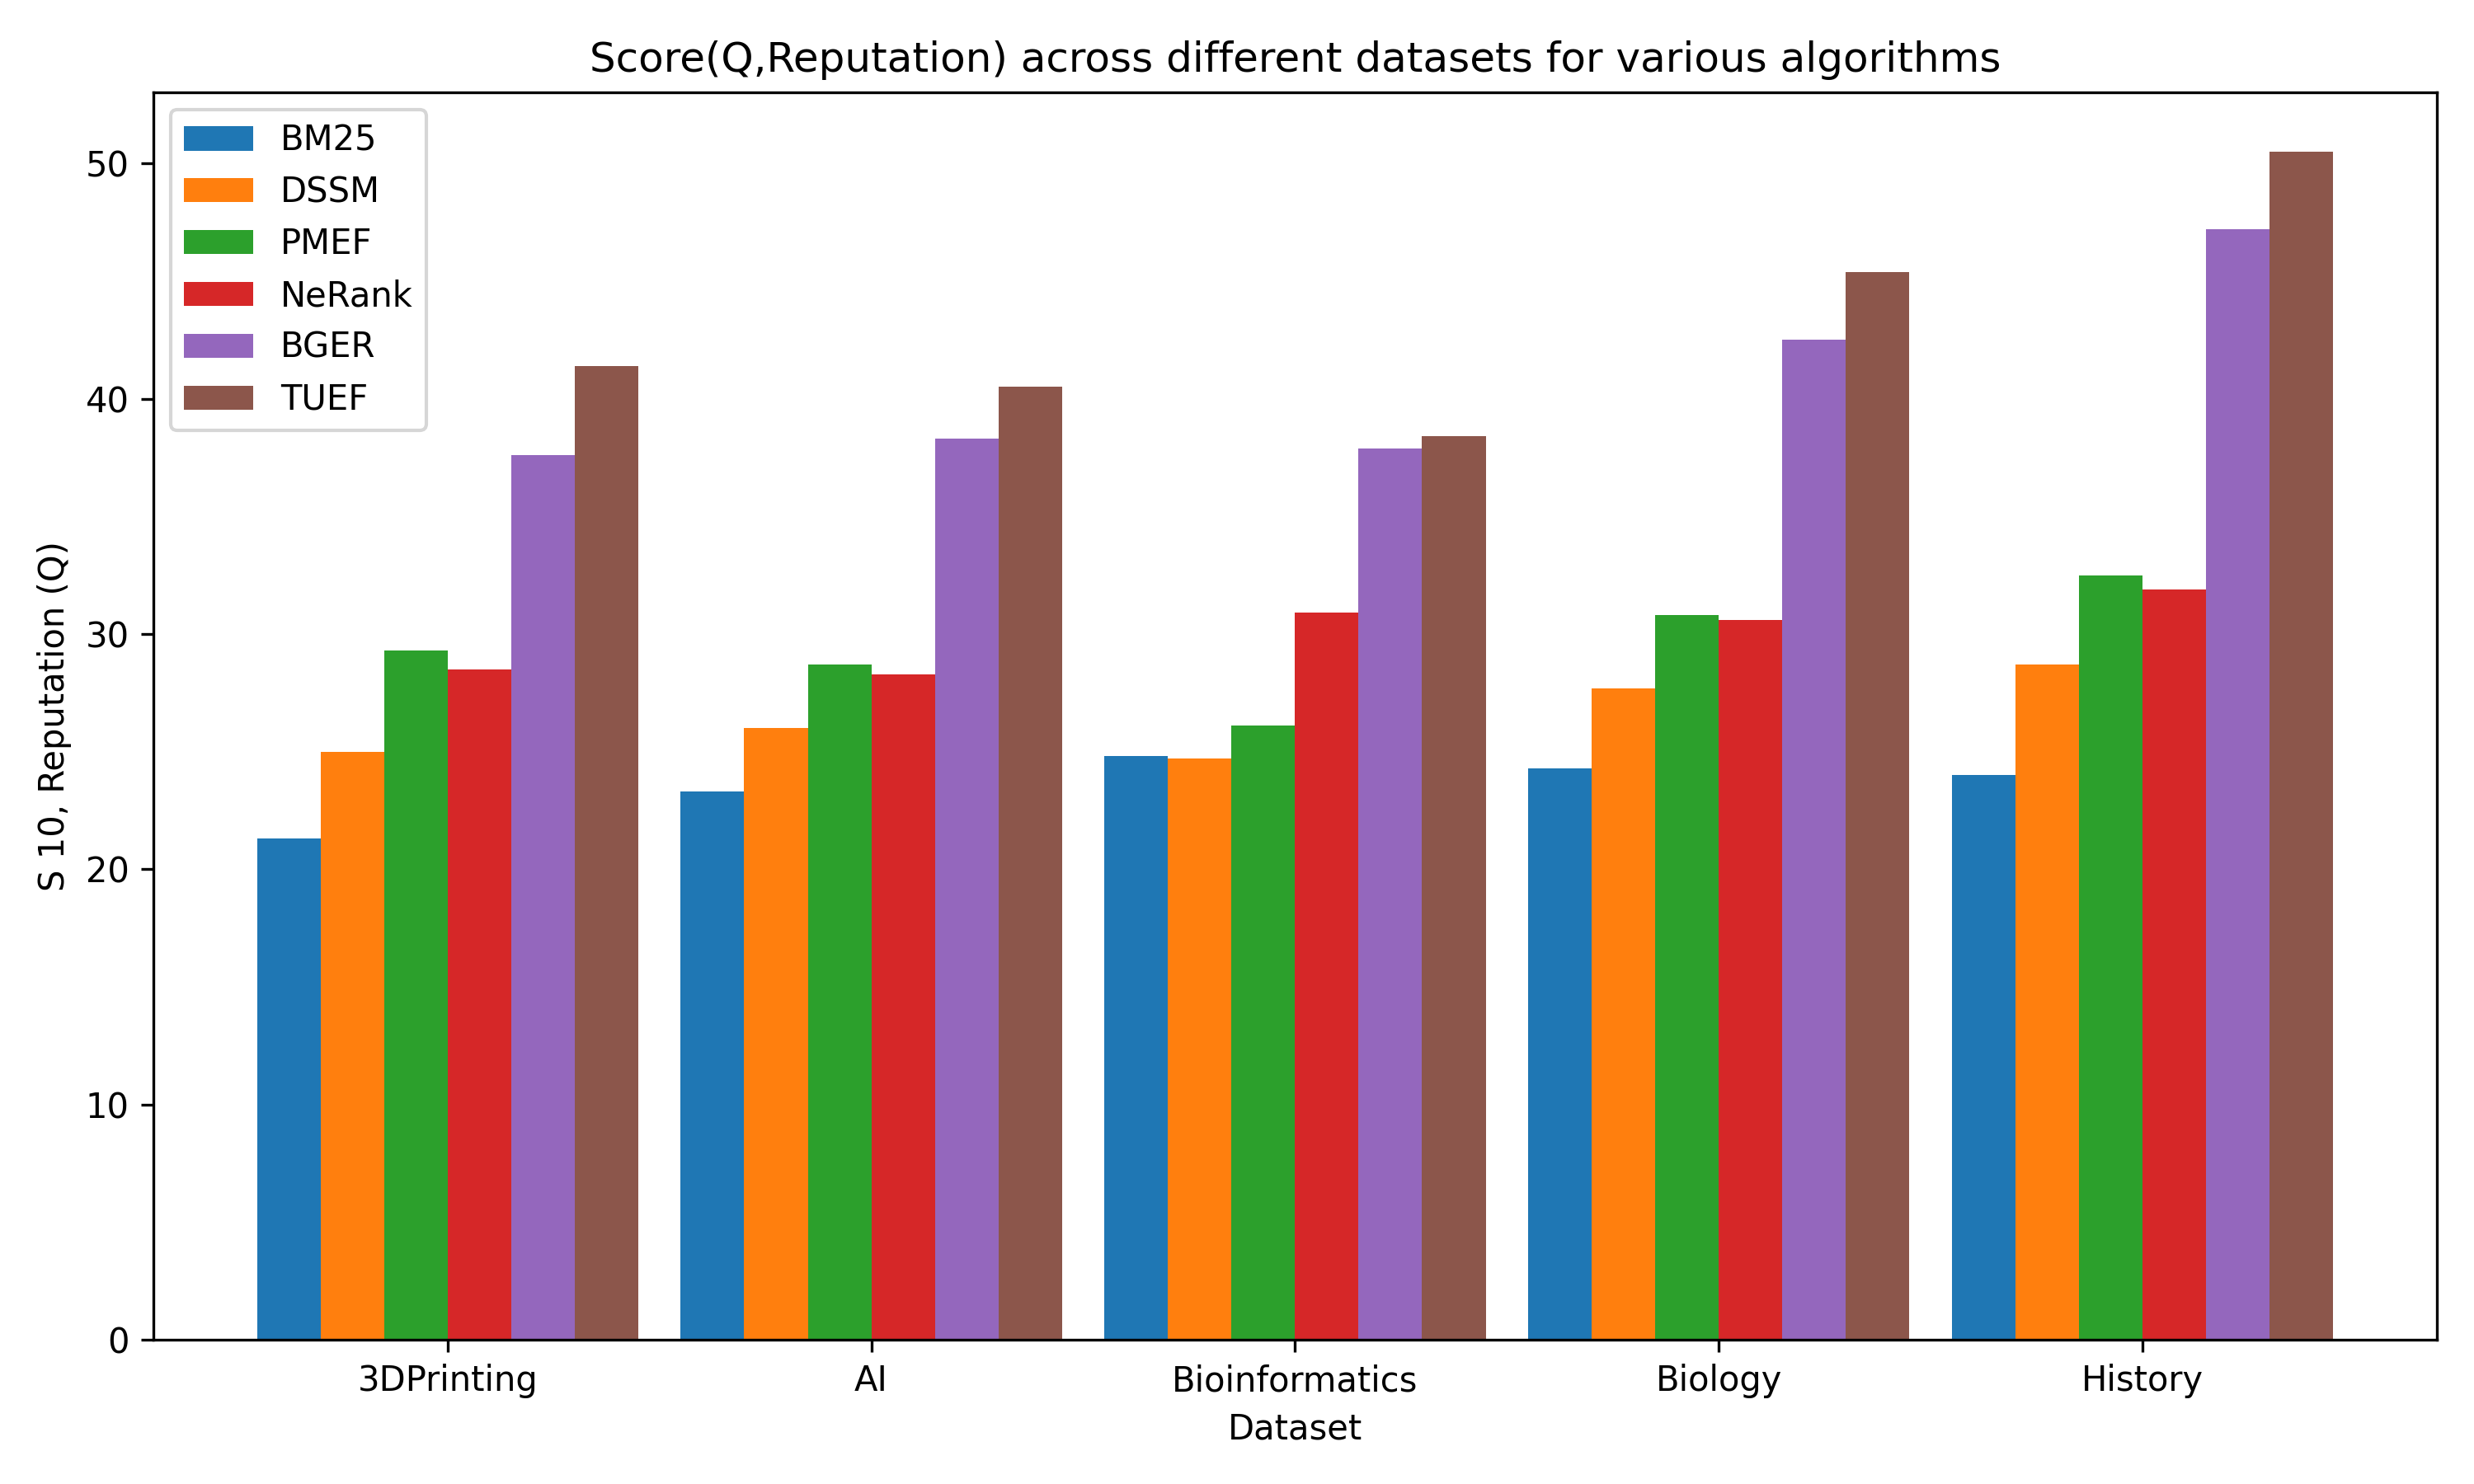 Score(Q,Reputation) across different datasets for various algorithms
BM25
DSSM
PMEF
NeRank
BGER
TUEF
S 10, Reputation (Q)
50
40
30
20
10
0
3DPrinting
AI
Bioinformatics
Biology
History
Dataset